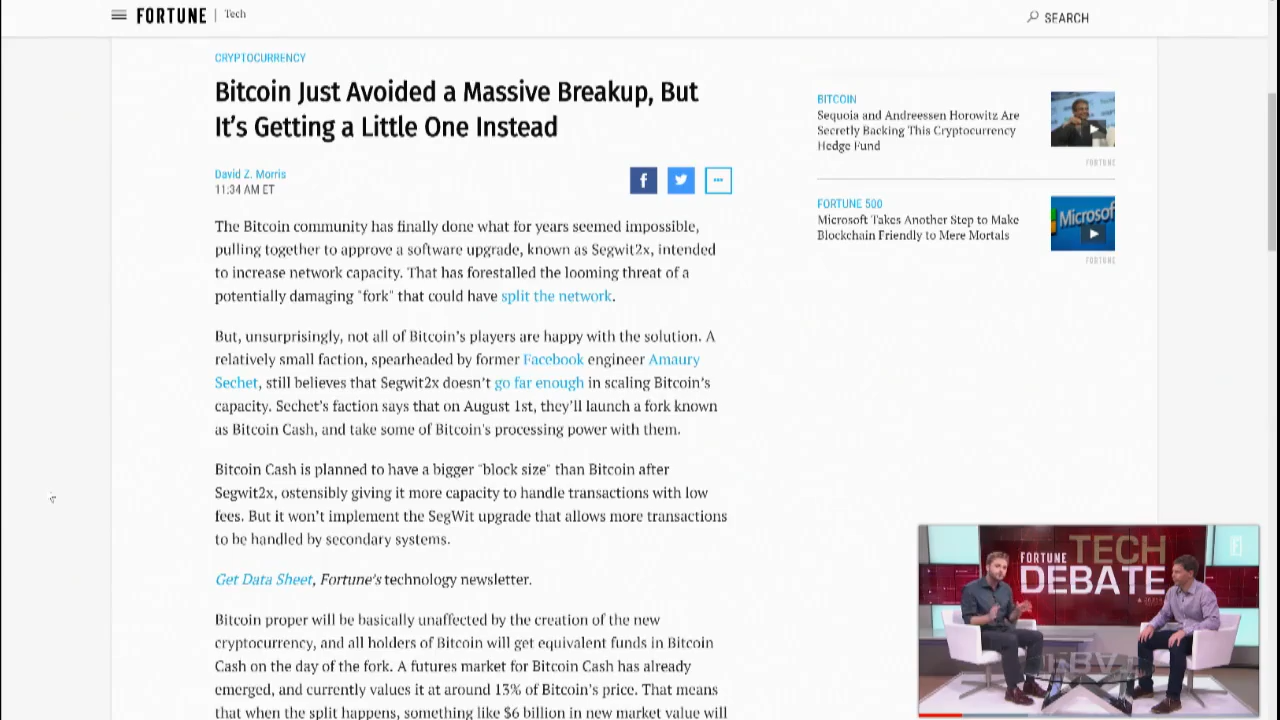 FORTUNE | Tech
SEARCH
CRYPTOCURRENCY
Bitcoin Just Avoided a Massive Breakup, But
It’s Getting a Little One Instead
David Z. Morris
11:34 AM ET
The Bitcoin community has finally done what for years seemed impossible,
pulling together to approve a software upgrade, known as Segwit2x, intended
to increase network capacity. That has forestalled the looming threat of a
potentially damaging "fork" that could have split the network.
But, unsurprisingly, not all of Bitcoin’s players are happy with the solution. A
relatively small faction, spearheaded by former Facebook engineer Amaury
Sechet, still believes that Segwit2x doesn’t go far enough in scaling Bitcoin’s
capacity. Sechet’s faction says that on August 1st, they’ll launch a fork known
as Bitcoin Cash, and take some of Bitcoin's processing power with them.
Bitcoin Cash is planned to have a bigger "block size" than Bitcoin after
Segwit2x, ostensibly giving it more capacity to handle transactions with low
fees. But it won’t implement the SegWit upgrade that allows more transactions
to be handled by secondary systems.
Get Data Sheet, Fortune’s technology newsletter.
Bitcoin proper will be basically unaffected by the creation of the new
cryptocurrency, and all holders of Bitcoin will get equivalent funds in Bitcoin
Cash on the day of the fork. A futures market for Bitcoin Cash has already
emerged, and currently values it at around 13% of Bitcoin’s price. That means
that when the split happens, something like $6 billion in new market value will
BITCOIN
Sequoia and Andreessen Horowitz Are
Secretly Backing This Cryptocurrency
Hedge Fund
FORTUNE
FORTUNE 500
Microsoft Takes Another Step to Make
Blockchain Friendly to Mere Mortals
Microsof
FORTUNE
FORTUNE TECH
DEBATE